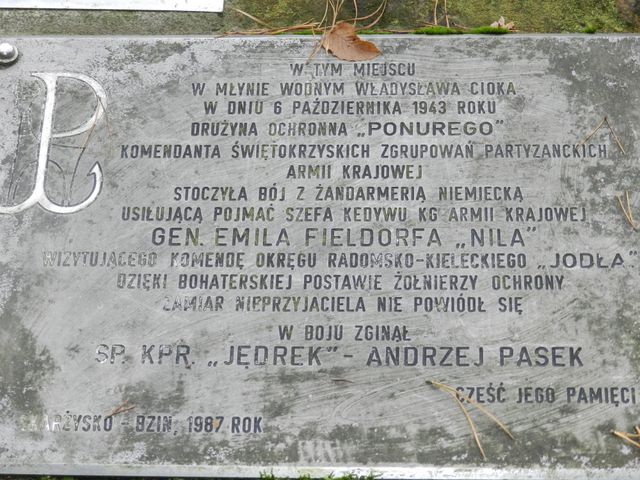 W TYM MIEJSCU
W MŁYNIE WODNYM WŁADYSŁAWA CIOKA
W DNIU 6 PAŹDZIERNIKA 1943 ROKU
DRUŻYNA OCHRONNA „PONUREGO"
KOMENDANTA ŚWIĘTOKRZYSKICH ZGRUPOWAŃ PARTYZANCKICH
ARMII KRAJOWEJ
STOCZYŁA BÓJ Z ŻANDARMERIĄ NIEMIECKĄ
USIŁUJĄCĄ POJMAĆ SZEFA KEDYWU KG ARMII KRAJOWEJ
GEN. EMILA FIELDORFA „NILA"
WIZYTUJĄCEGO KOMENDĘ OKRĘGU RADOMSKO-KIELECKIEGO „JODŁA"
DZIĘKI BOHATERSKIEJ POSTAWIE ŻOŁNIERZY OCHRONY
ZAMIAR NIEPRZYJACIELA NIE POWIÓDŁ SIĘ
W BOJU ZGINĄŁ
ŚP. KPR. „JĘDREK" - ANDRZEJ PASEK
CZEŚĆ JEGO PAMIĘCI
SKARŻYSKO - BZIN, 1987 ROK